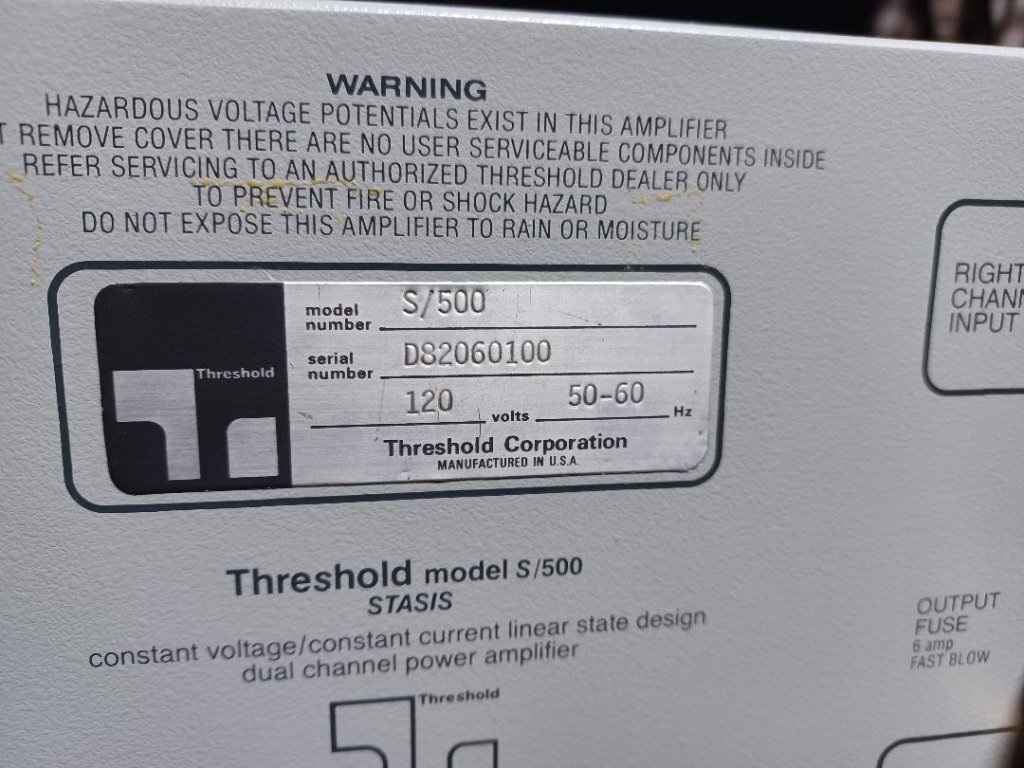 WARNING
HAZARDOUS VOLTAGE POTENTIALS EXIST IN THIS AMPLIFIER
T REMOVE COVER THERE ARE NO USER SERVICEABLE COMPONENTS INSIDE
REFER SERVICING TO AN AUTHORIZED THRESHOLD DEALER ONLY
TO PREVENT FIRE OR SHOCK HAZARD
DO NOT EXPOSE THIS AMPLIFIER TO RAIN OR MOISTURE
Threshold
model number S/500
serial number D82060100
120 volts 50-60 Hz
Threshold Corporation
MANUFACTURED IN U.S.A.
RIGHT
CHAN
INPUT
Threshold model S/500
STASIS
constant voltage/constant current linear state design
dual channel power amplifier
Threshold
OUTPUT
FUSE
6 amp
FAST BLOW